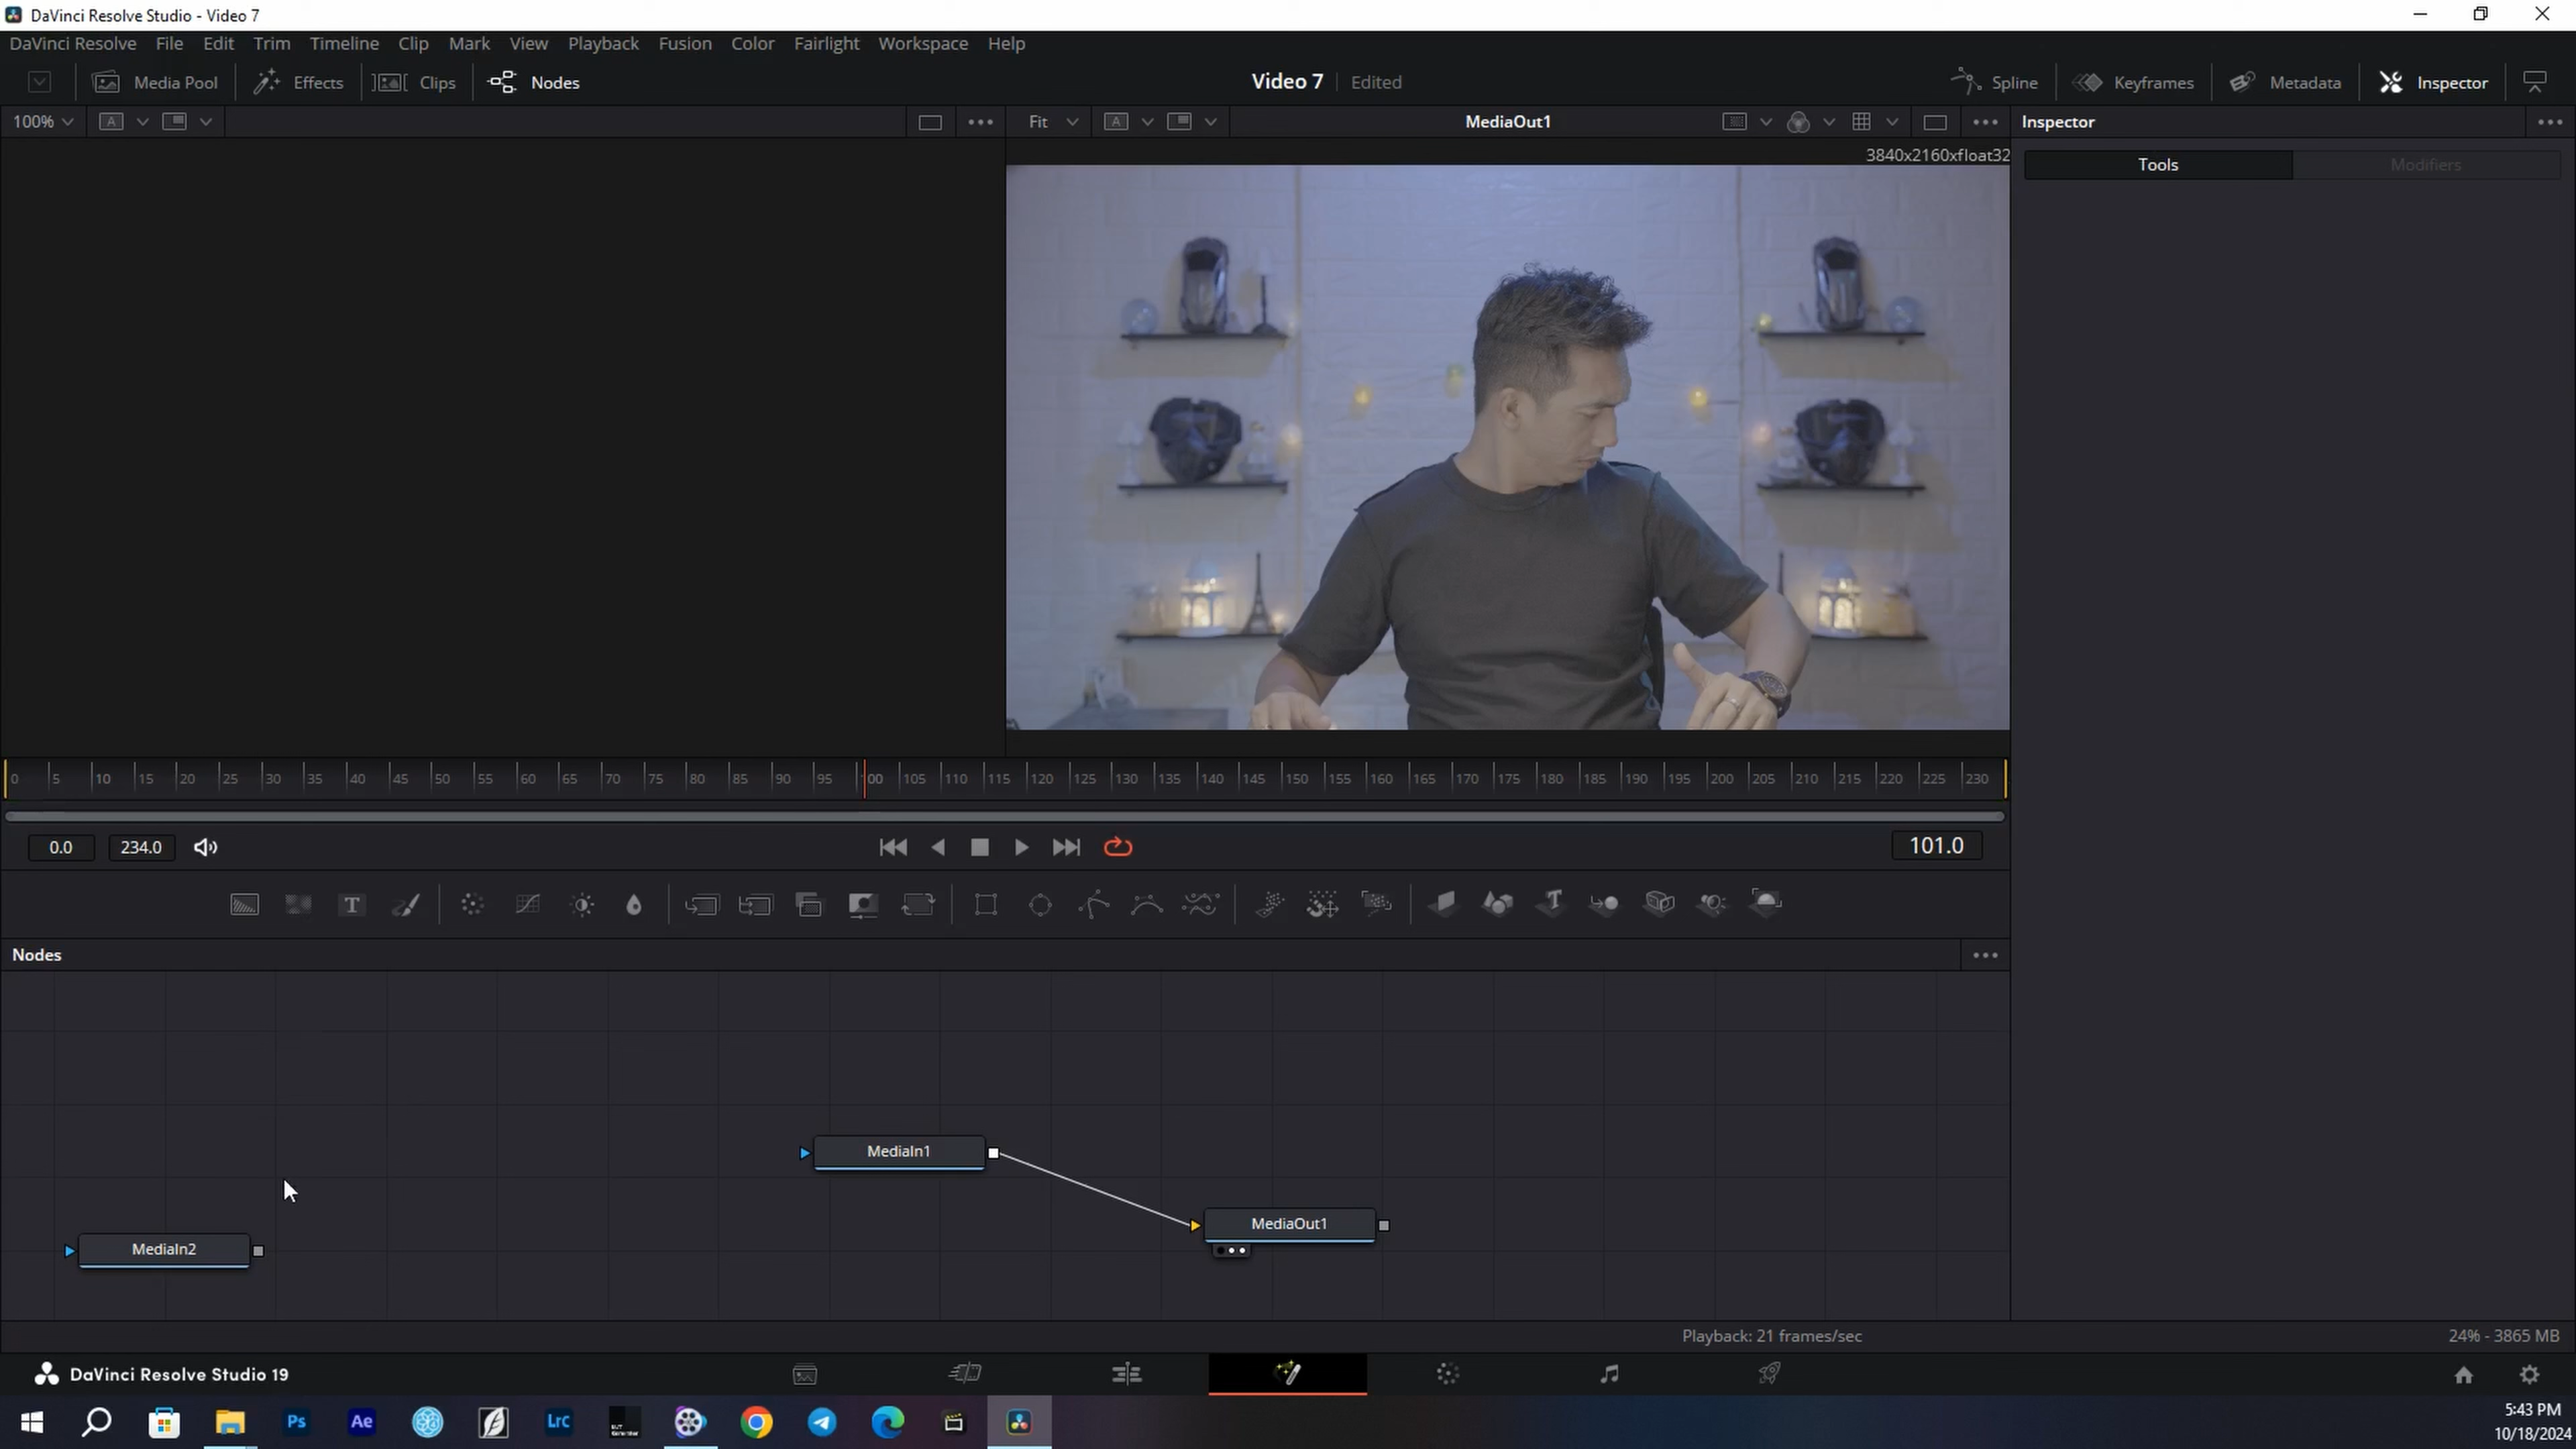 DaVinci Resolve Studio - Video 7
DaVinci Resolve File Edit Trim Timeline Clip Mark View Playback Fusion Color Fairlight Workspace Help
Media Pool Effects Clips Nodes Video 7 Edited Spline Keyframes Metadata Inspector
100% A Fit A MediaOut1 Inspector
3840x2160xfloat32
Tools Modifiers
0 5 10 15 20 25 30 35 40 45 50 55 60 65 70 75 80 85 90 95 00 105 110 115 120 125 130 135 140 145 150 155 160 165 170 175 180 185 190 195 200 205 210 215 220 225 230
0.0 234.0 101.0
T T
Nodes
MediaIn1
MediaOut1
MediaIn2
Playback: 21 frames/sec 24% - 3865 MB
DaVinci Resolve Studio 19
Ps Ae Lrc
5:43 PM
10/18/2024